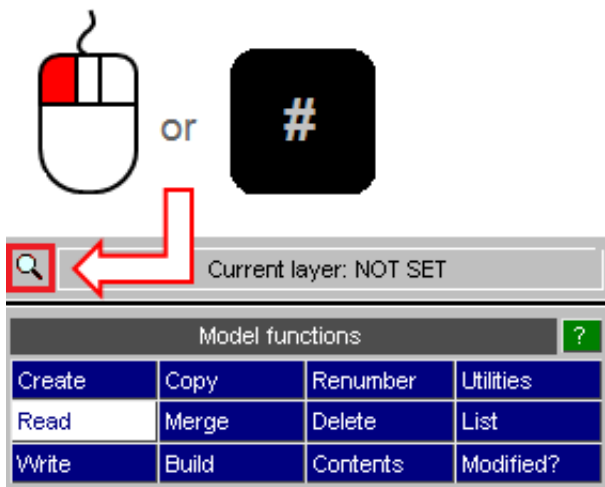 or
#
Current layer: NOT SET
Model functions ?
Create Copy Renumber Utilities
Read Merge Delete List
Write Build Contents Modified?